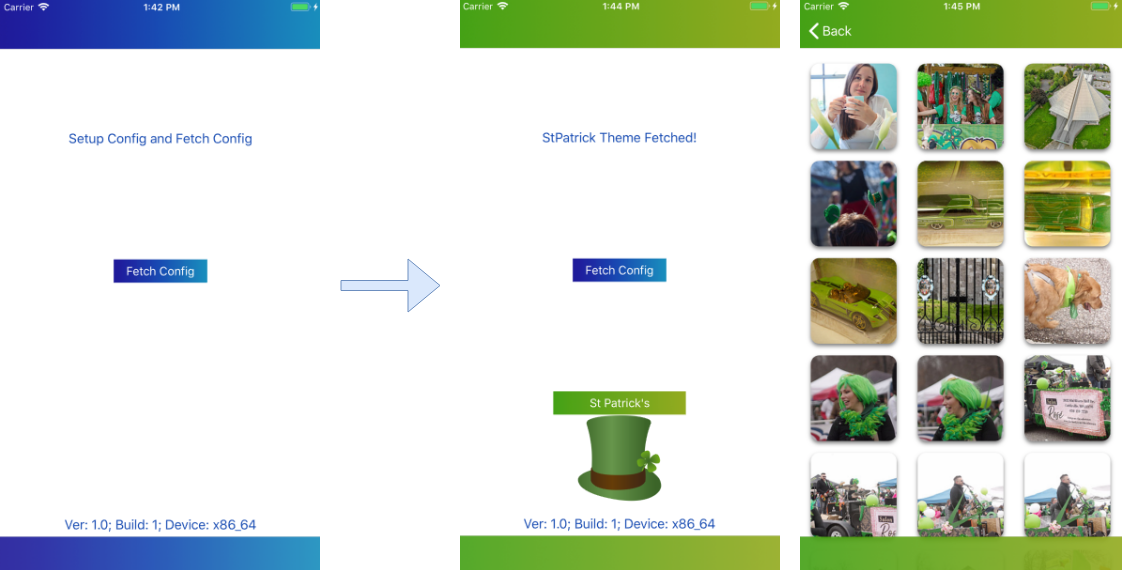 Carrier 1:42 PM
Setup Config and Fetch Config
Fetch Config
Ver: 1.0; Build: 1; Device: x86_64
Carrier 1:44 PM
StPatrick Theme Fetched!
Fetch Config
St Patrick's
Ver: 1.0; Build: 1; Device: x86_64
Carrier 1:45 PM
Back
Rosé